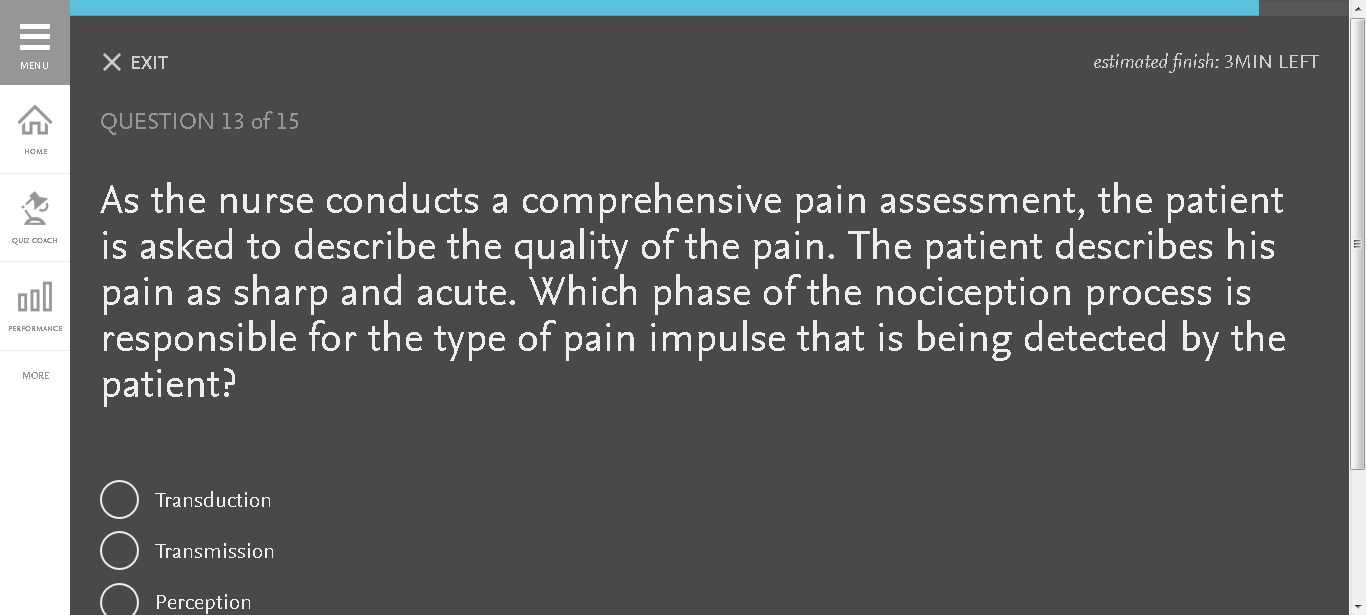 MENU
EXIT
estimated finish: 3MIN LEFT
QUESTION 13 of 15
HOME
QUIZ COACH
PERFORMANCE
MORE
As the nurse conducts a comprehensive pain assessment, the patient
is asked to describe the quality of the pain. The patient describes his
pain as sharp and acute. Which phase of the nociception process is
responsible for the type of pain impulse that is being detected by the
patient?
Transduction
Transmission
Perception